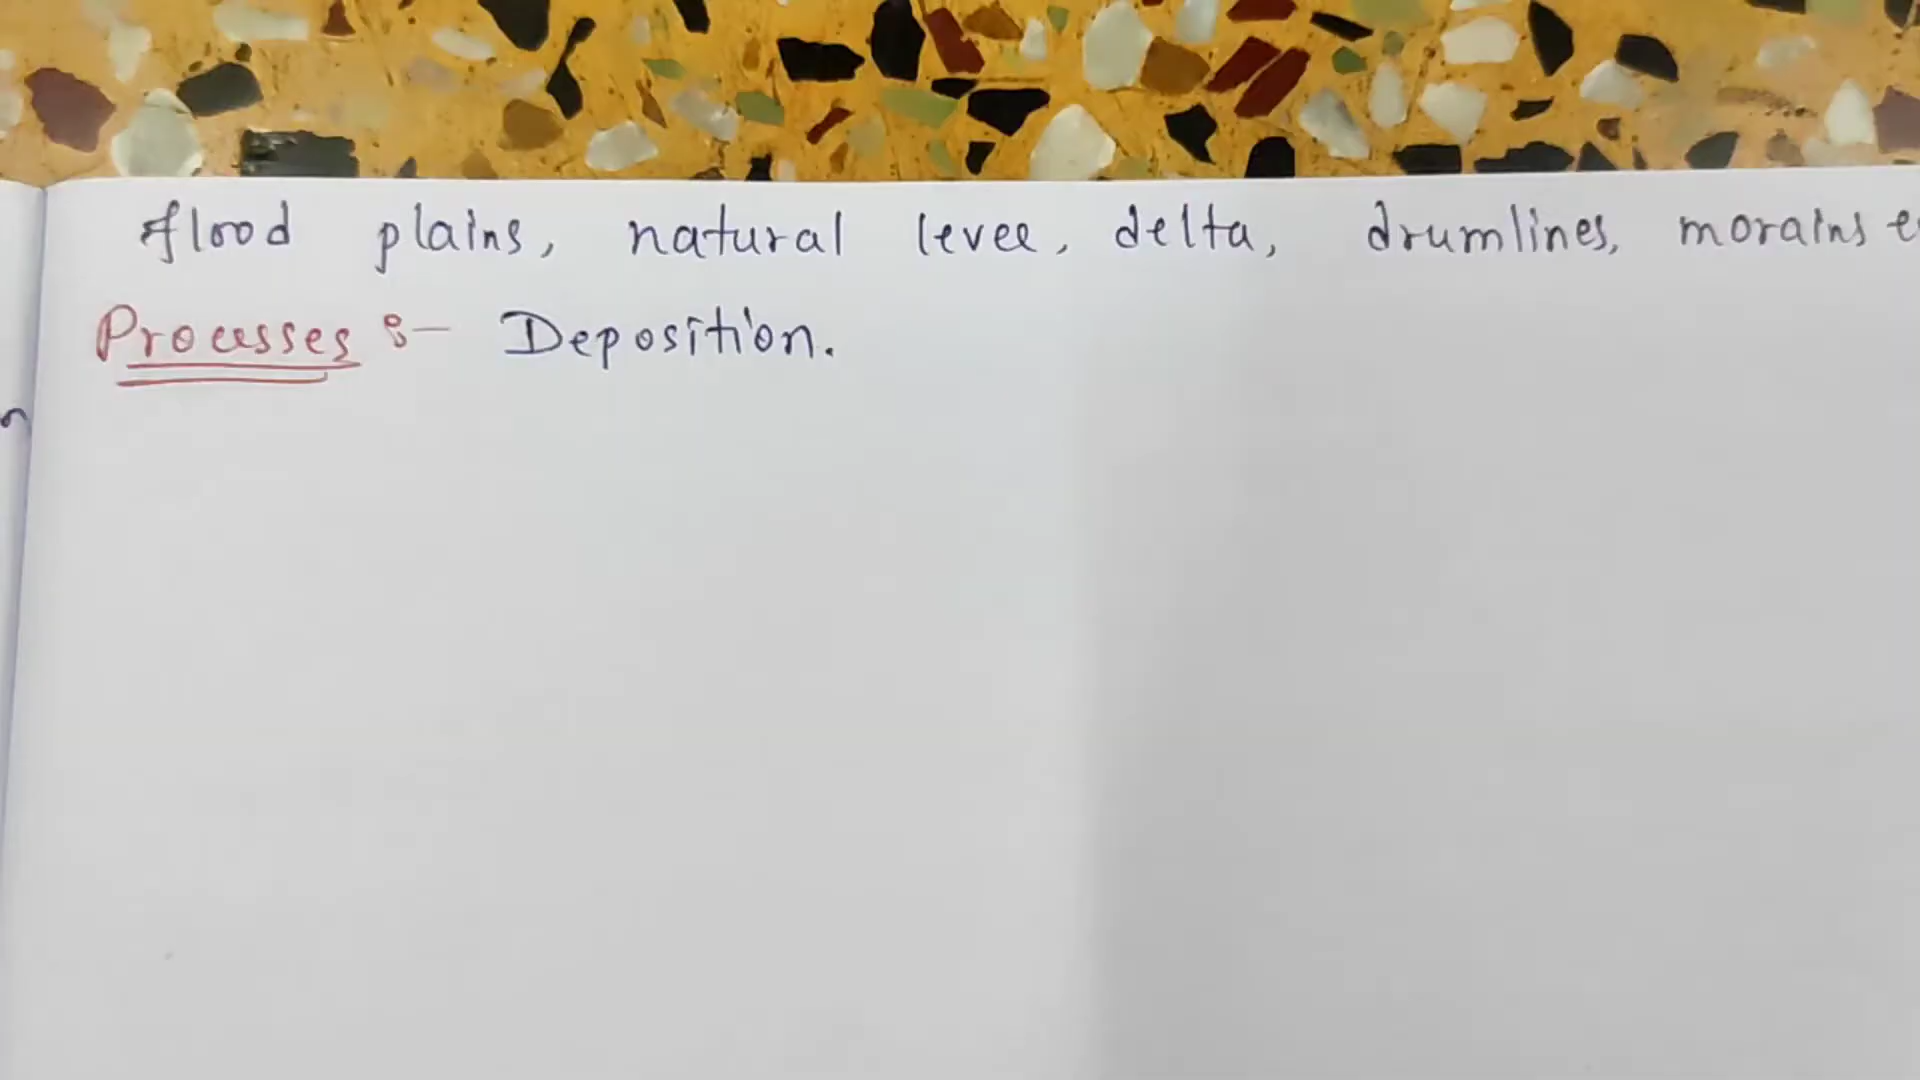 flood plains, natural levee, delta, drumlines, morains
Processes :- Deposition.